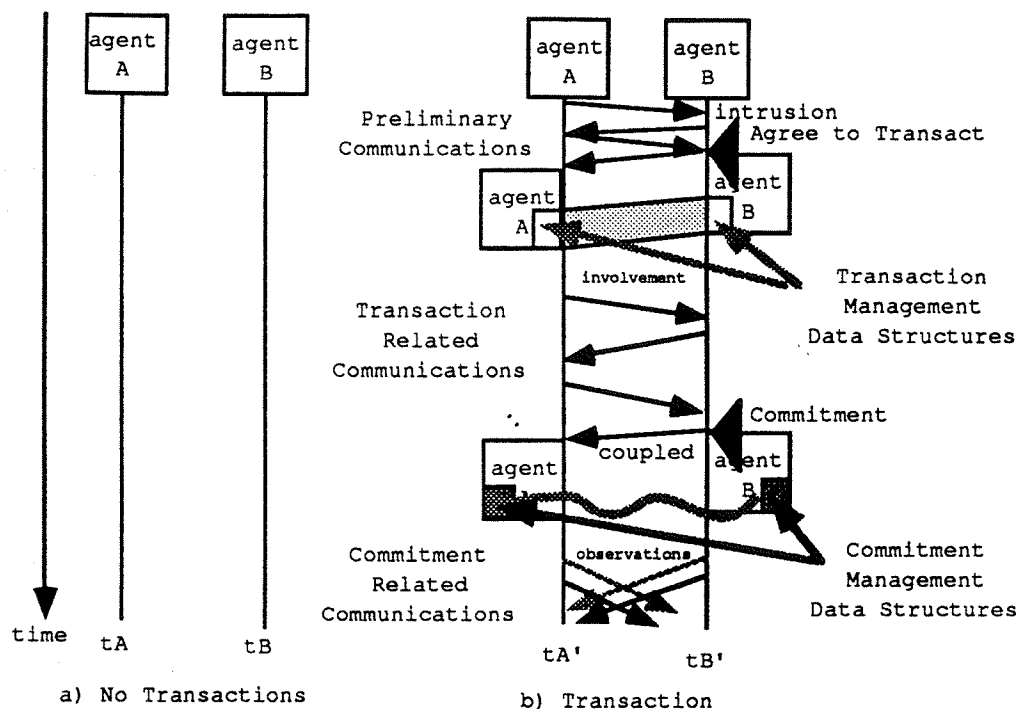 agent
A
agent
B
time
tA
tB
a) No Transactions
agent
A
agent
B
Preliminary
Communications
intrusion
Agree to Transact
agent
A
agent
B
involvement
Transaction
Management
Data Structures
Transaction
Related
Communications
Commitment
coupled
agent
agent
B
Commitment
Related
Communications
observations
Commitment
Management
Data Structures
tA'
tB'
b) Transaction